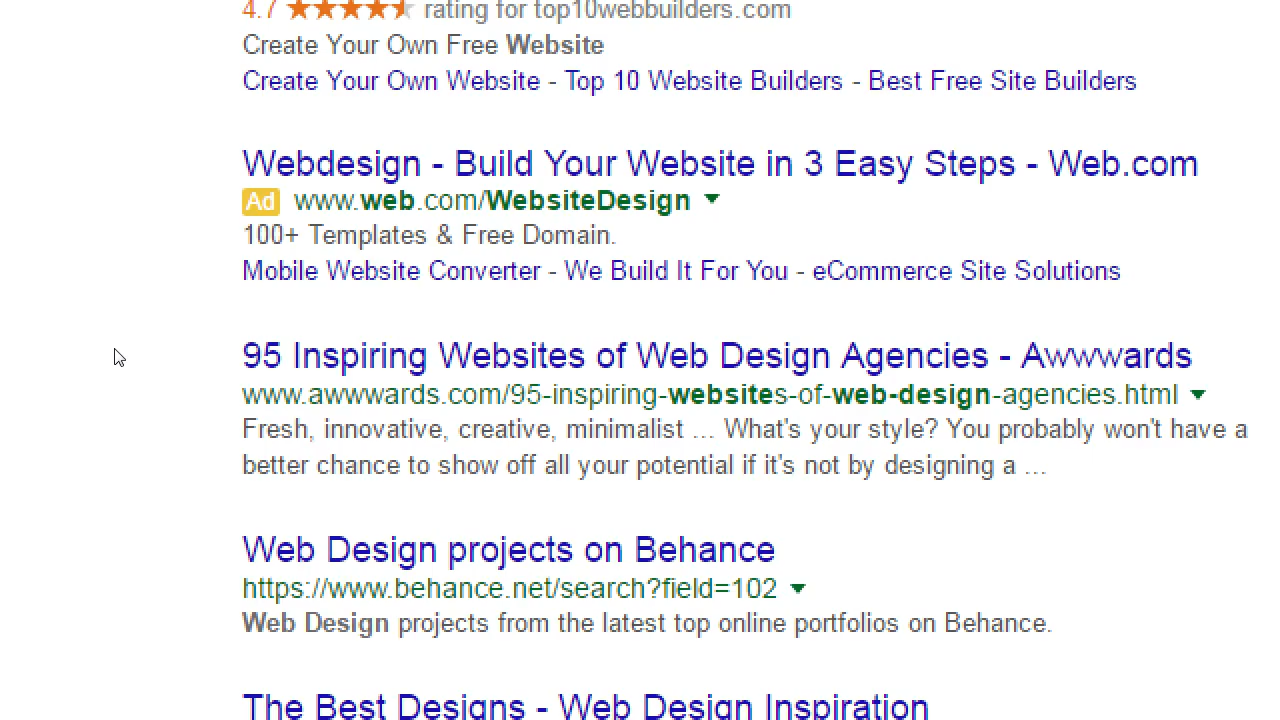 4.7 rating for top10webbuilders.com
Create Your Own Free Website
Create Your Own Website - Top 10 Website Builders - Best Free Site Builders
Webdesign - Build Your Website in 3 Easy Steps - Web.com
Ad www.web.com/WebsiteDesign
100+ Templates & Free Domain.
Mobile Website Converter - We Build It For You - eCommerce Site Solutions
95 Inspiring Websites of Web Design Agencies - Awwwards
www.awwwards.com/95-inspiring-websites-of-web-design-agencies.html
Fresh, innovative, creative, minimalist ... What's your style? You probably won't have a
better chance to show off all your potential if it's not by designing a ...
Web Design projects on Behance
https://www.behance.net/search?field=102
Web Design projects from the latest top online portfolios on Behance.
The Best Designs - Web Design Inspiration